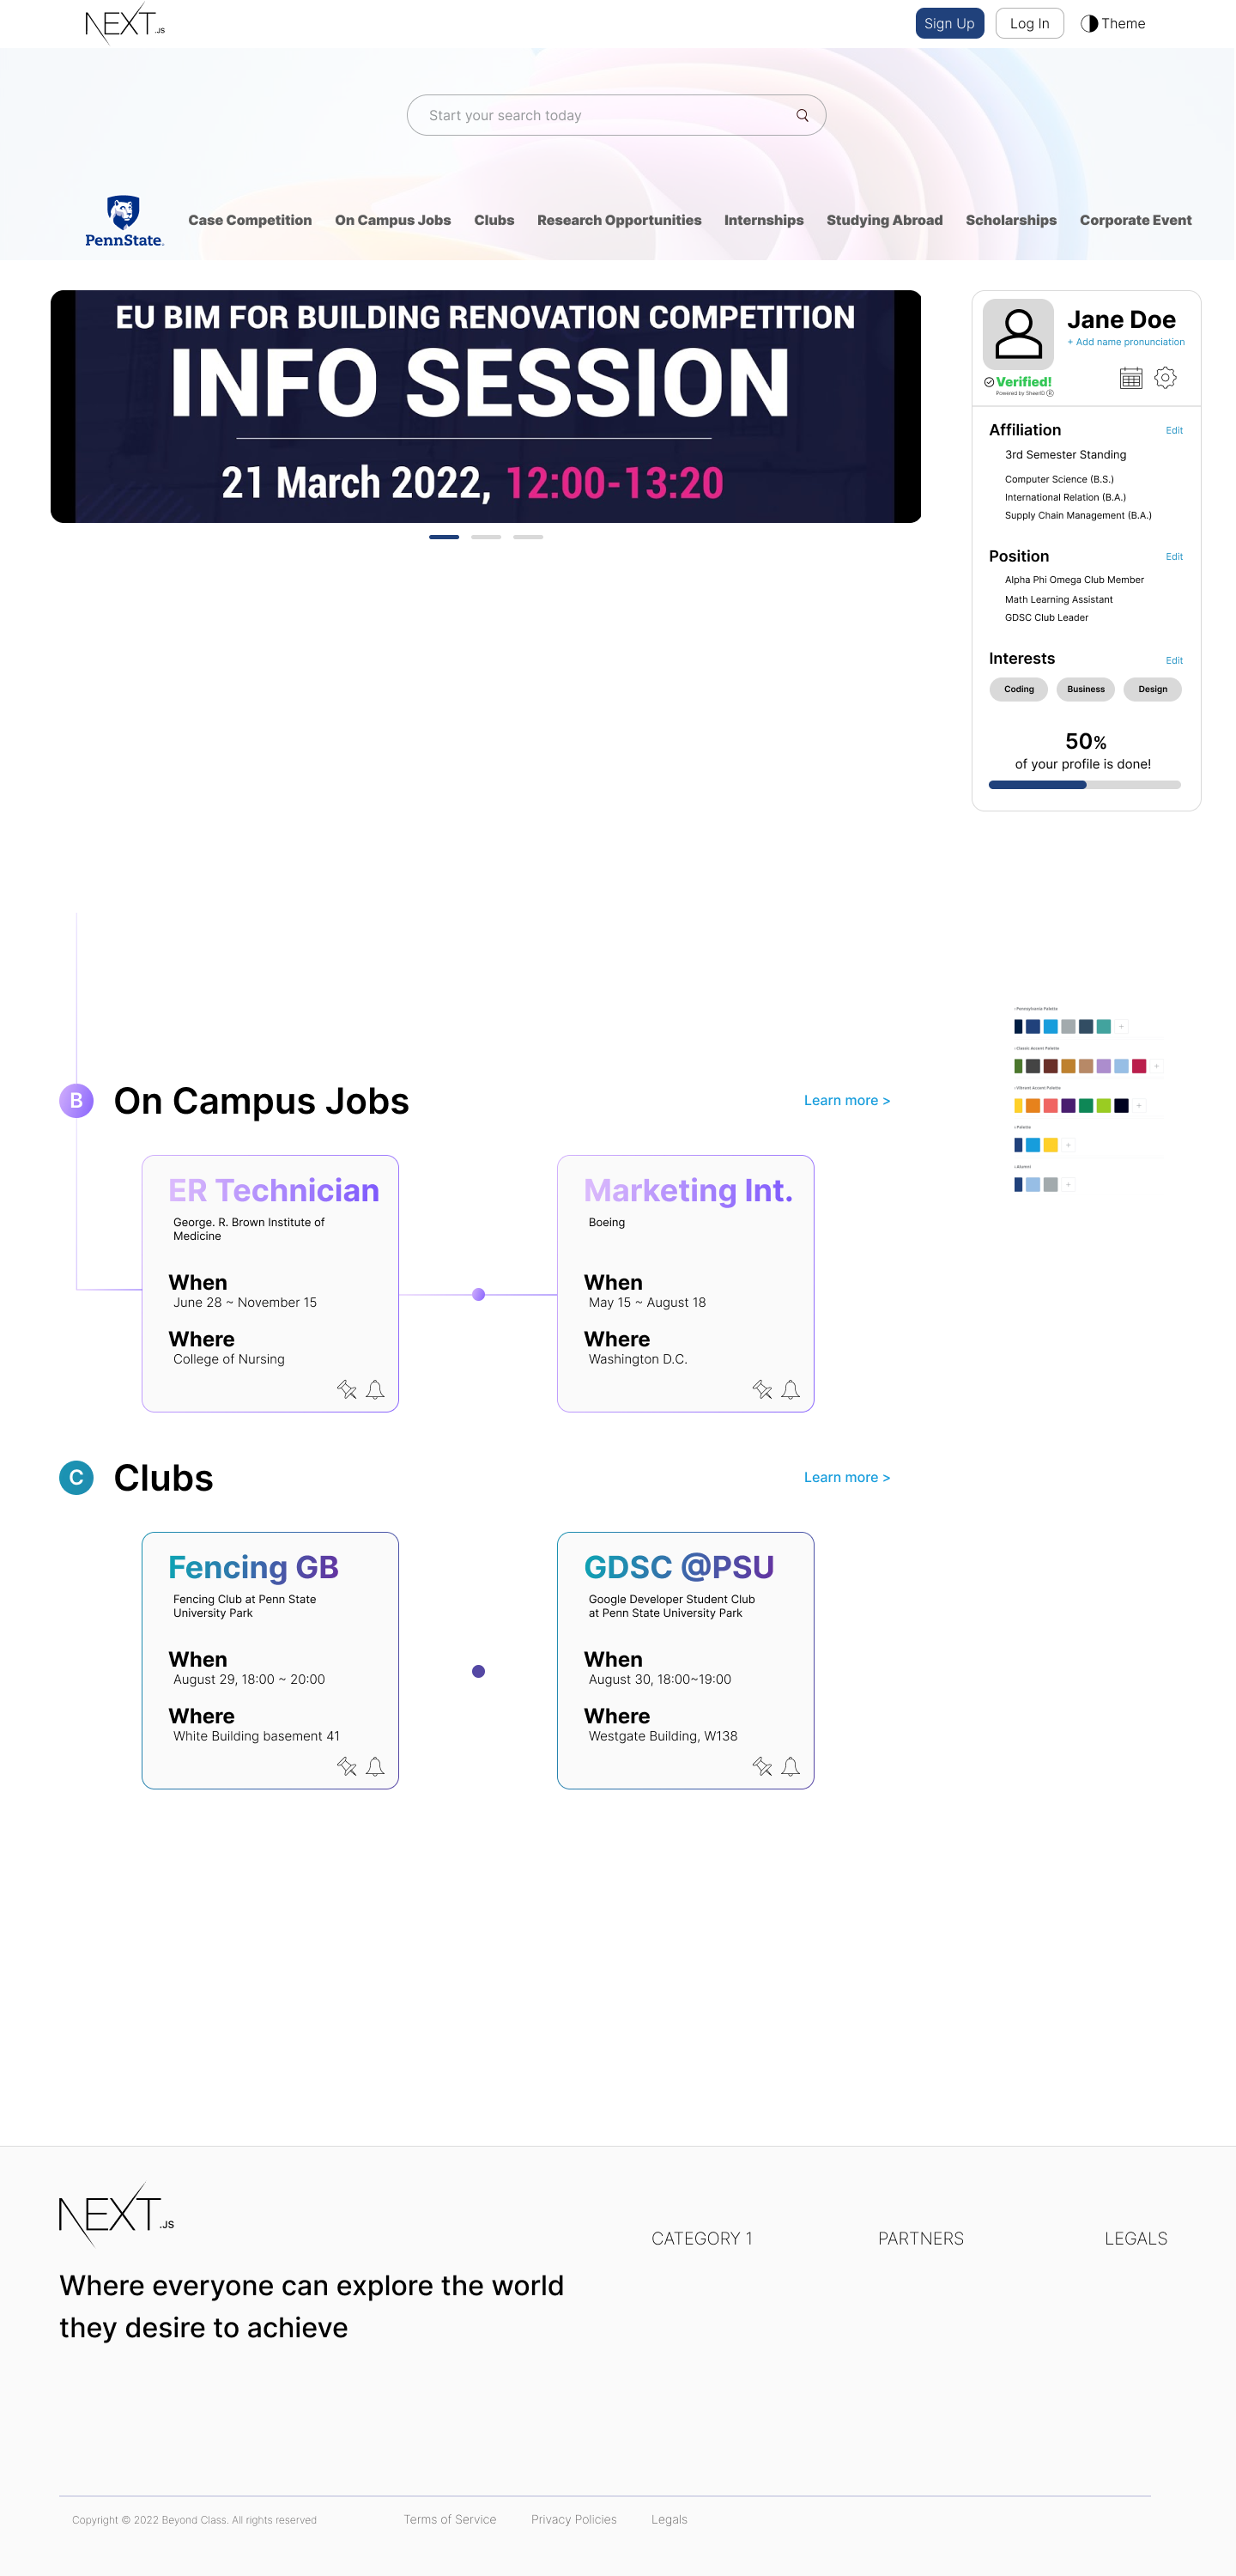 NEXT.JS
Sign Up
Log In
Theme
Start your search today
PennState.
Case Competition
On Campus Jobs
Clubs
Research Opportunities
Internships
Studying Abroad
Scholarships
Corporate Event
EU BIM FOR BUILDING RENOVATION COMPETITION
INFO SESSION
21 March 2022, 12:00-13:20
Jane Doe
+ Add name pronunciation
Verified!
Powered by SheerID
Affiliation
Edit
3rd Semester Standing
Computer Science (B.S.)
International Relation (B.A.)
Supply Chain Management (B.A.)
Position
Edit
Alpha Phi Omega Club Member
Math Learning Assistant
GDSC Club Leader
Interests
Edit
Coding
Business
Design
50%
of your profile is done!
Pennsylvania Palette
Classic Accent Palette
Vibrant Accent Palette
Palette
Alumni
B
On Campus Jobs
Learn more >
ER Technician
George. R. Brown Institute of
Medicine
When
June 28 ~ November 15
Where
College of Nursing
Marketing Int.
Boeing
When
May 15 ~ August 18
Where
Washington D.C.
C
Clubs
Learn more >
Fencing GB
Fencing Club at Penn State
University Park
When
August 29, 18:00 ~ 20:00
Where
White Building basement 41
GDSC @PSU
Google Developer Student Club
at Penn State University Park
When
August 30, 18:00~19:00
Where
Westgate Building, W138
NEXT.JS
Where everyone can explore the world
they desire to achieve
CATEGORY 1
PARTNERS
LEGALS
Copyright © 2022 Beyond Class. All rights reserved
Terms of Service
Privacy Policies
Legals